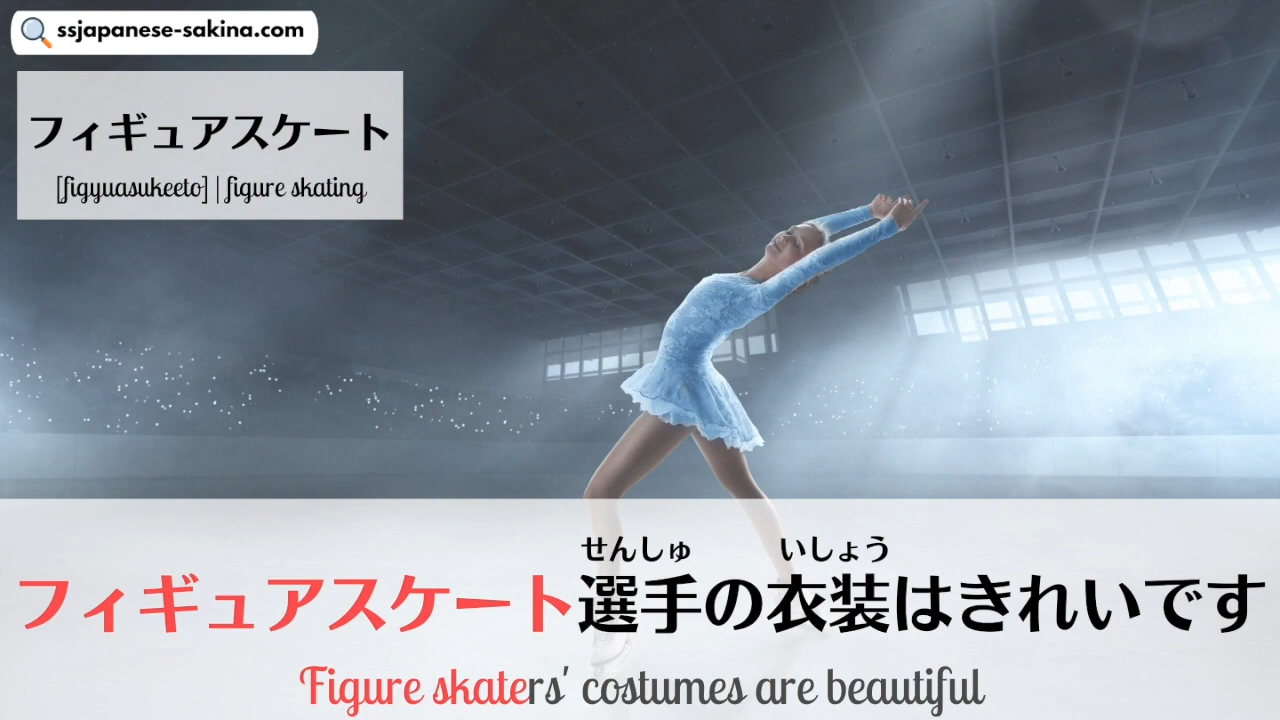 ssjapanese-sakina.com
フィギュアスケート
[figyuasukeeto] | figure skating
せんしゅ いしょう
フィギュアスケート選手の衣装はきれいです
Figure skaters' costumes are beautiful